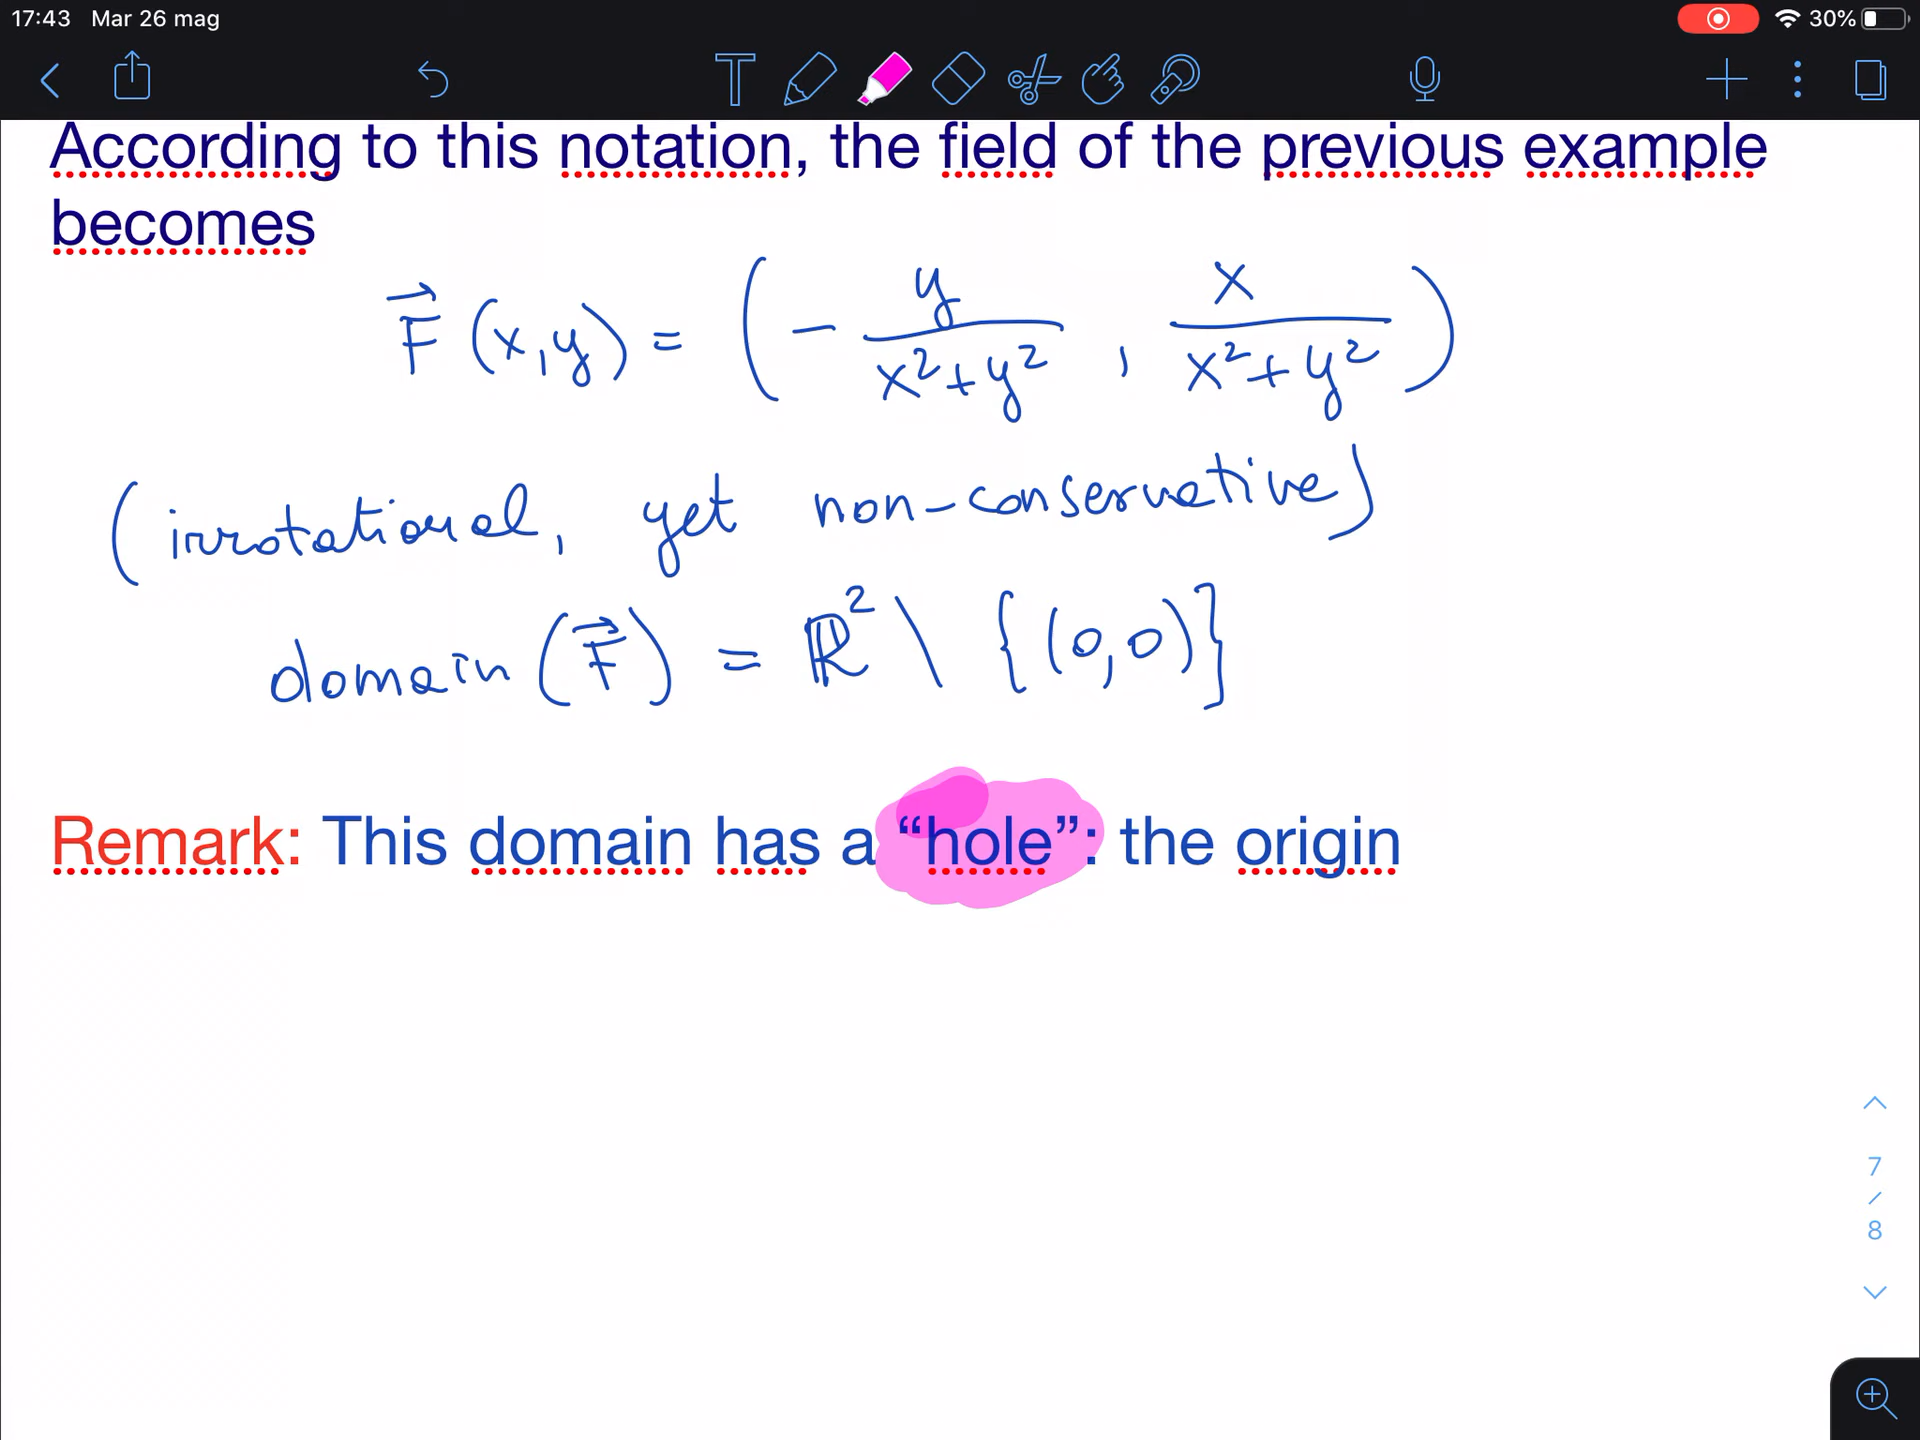 17:43 Mar 26 mag 30%
T
According to this notation, the field of the previous example
becomes
F⃗ (x,y) = ( - y/(x²+y²) , x/(x²+y²) )
(irrotational, yet non-conservative)
domain (F⃗) = ℝ² \ {(0,0)}
Remark: This domain has a “hole”: the origin
7
/
8